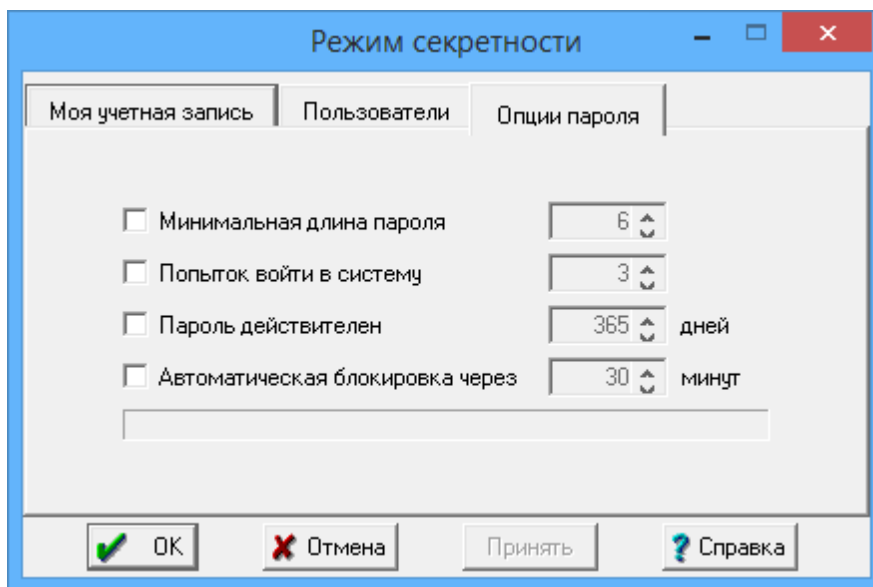 Режим секретности
Моя учетная запись Пользователи Опции пароля
Минимальная длина пароля 6
Попыток войти в систему 3
Пароль действителен 365 дней
Автоматическая блокировка через 30 минут
OK Отмена Принять Справка